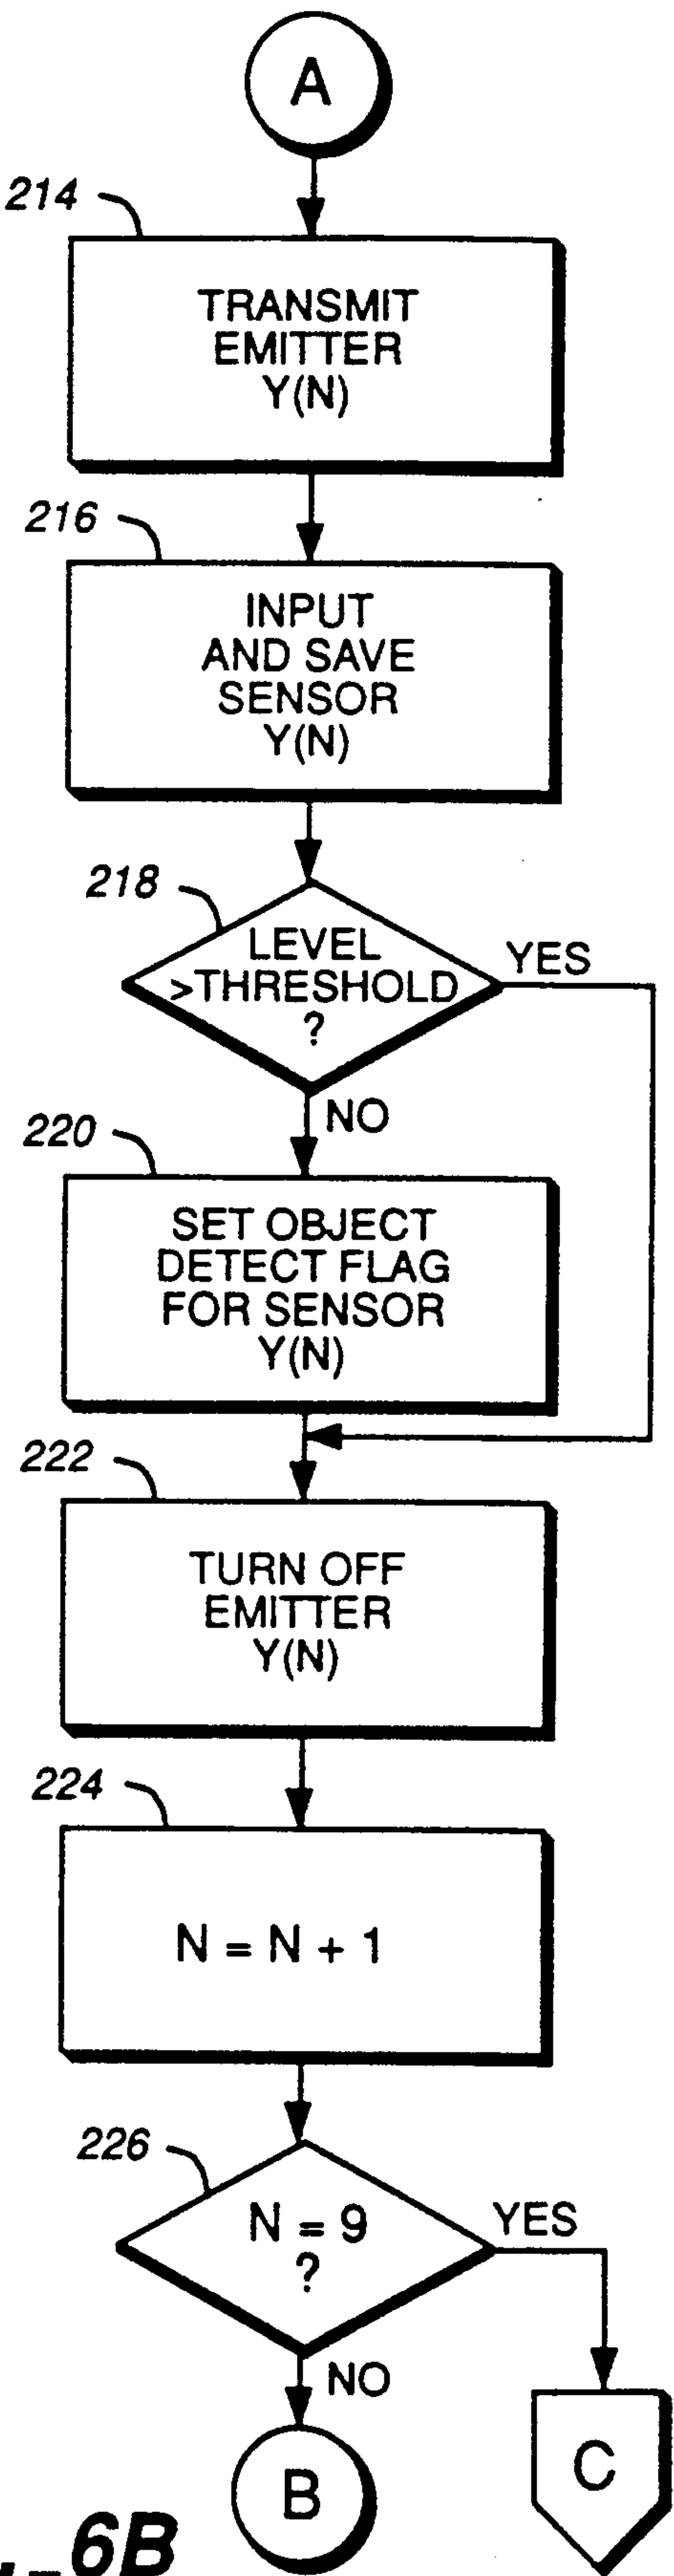 A
214
TRANSMIT
EMITTER
Y(N)
216
INPUT
AND SAVE
SENSOR
Y(N)
218
LEVEL
>THRESHOLD
?
YES
NO
220
SET OBJECT
DETECT FLAG
FOR SENSOR
Y(N)
222
TURN OFF
EMITTER
Y(N)
224
N = N + 1
226
N = 9
?
YES
NO
B
C
6B